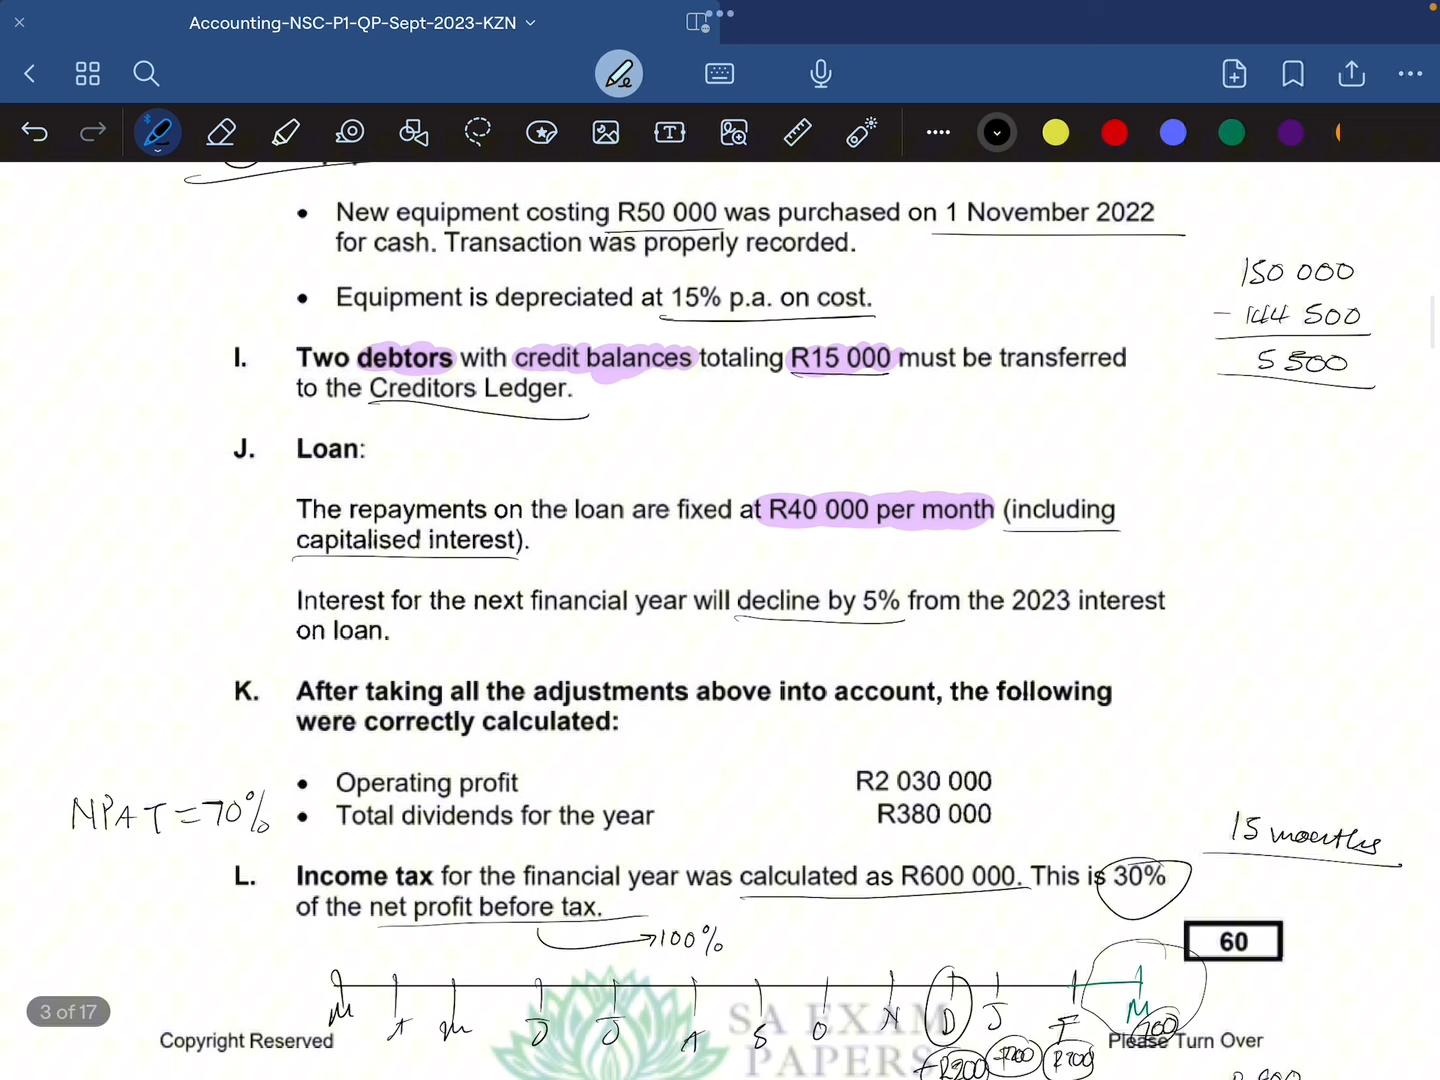 Accounting-NSC-P1-QP-Sept-2023-KZN
• New equipment costing R50 000 was purchased on 1 November 2022
for cash. Transaction was properly recorded.
150 000
• Equipment is depreciated at 15% p.a. on cost.
- 144 500
I. Two debtors with credit balances totaling R15 000 must be transferred
5 500
to the Creditors Ledger.
J. Loan:
The repayments on the loan are fixed at R40 000 per month (including
capitalised interest).
Interest for the next financial year will decline by 5% from the 2023 interest
on loan.
K. After taking all the adjustments above into account, the following
were correctly calculated:
• Operating profit R2 030 000
NPAT = 70%
• Total dividends for the year R380 000
15 months
L. Income tax for the financial year was calculated as R600 000. This is 30%
of the net profit before tax.
→100%
60
M A M J J A S O N D J F M
3 of 17
SA EXAM
PAPERS
Copyright Reserved
Please Turn Over